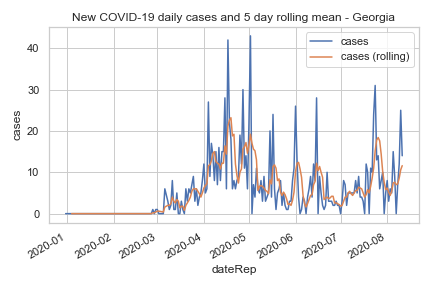 New COVID-19 daily cases and 5 day rolling mean - Georgia
cases
cases (rolling)
40
30
20
10
0
cases
2020-01
2020-02
2020-03
2020-04
2020-05
2020-06
2020-07
2020-08
dateRep